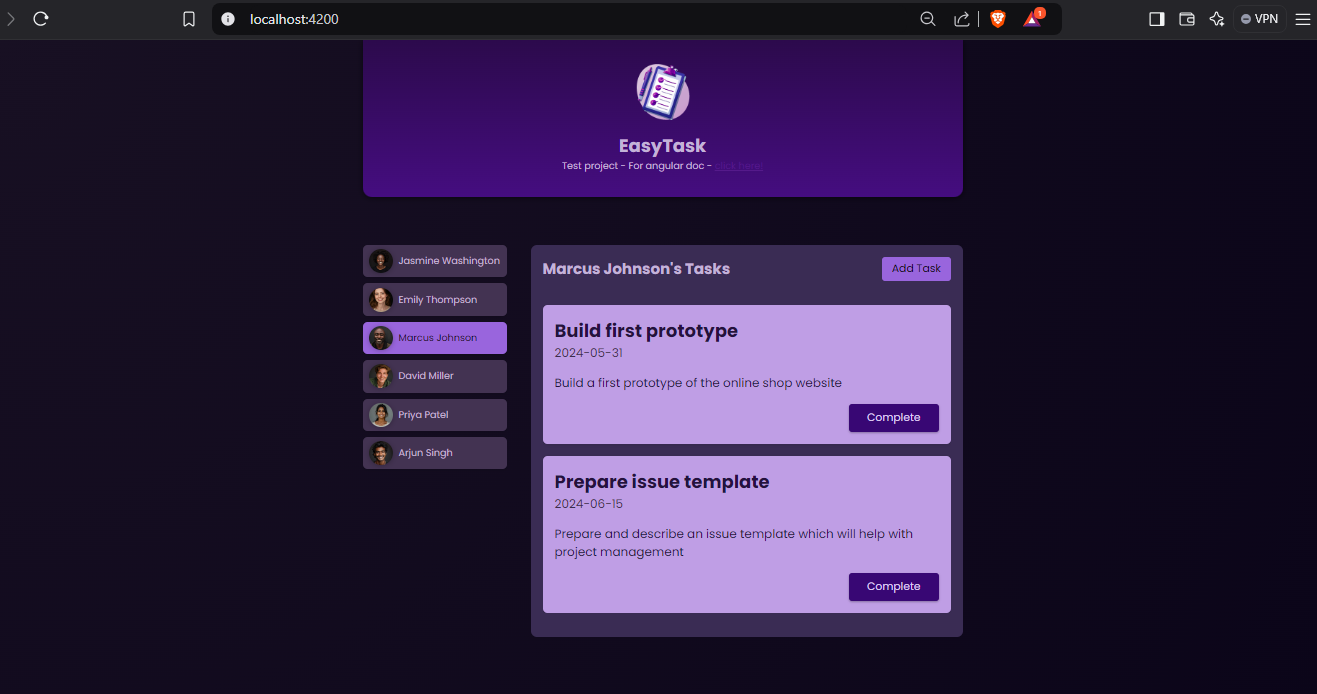 localhost:4200
1
VPN
EasyTask
Test project - For angular doc - click here!
Jasmine Washington
Emily Thompson
Marcus Johnson
David Miller
Priya Patel
Arjun Singh
Marcus Johnson's Tasks
Add Task
Build first prototype
2024-05-31
Build a first prototype of the online shop website
Complete
Prepare issue template
2024-06-15
Prepare and describe an issue template which will help with
project management
Complete